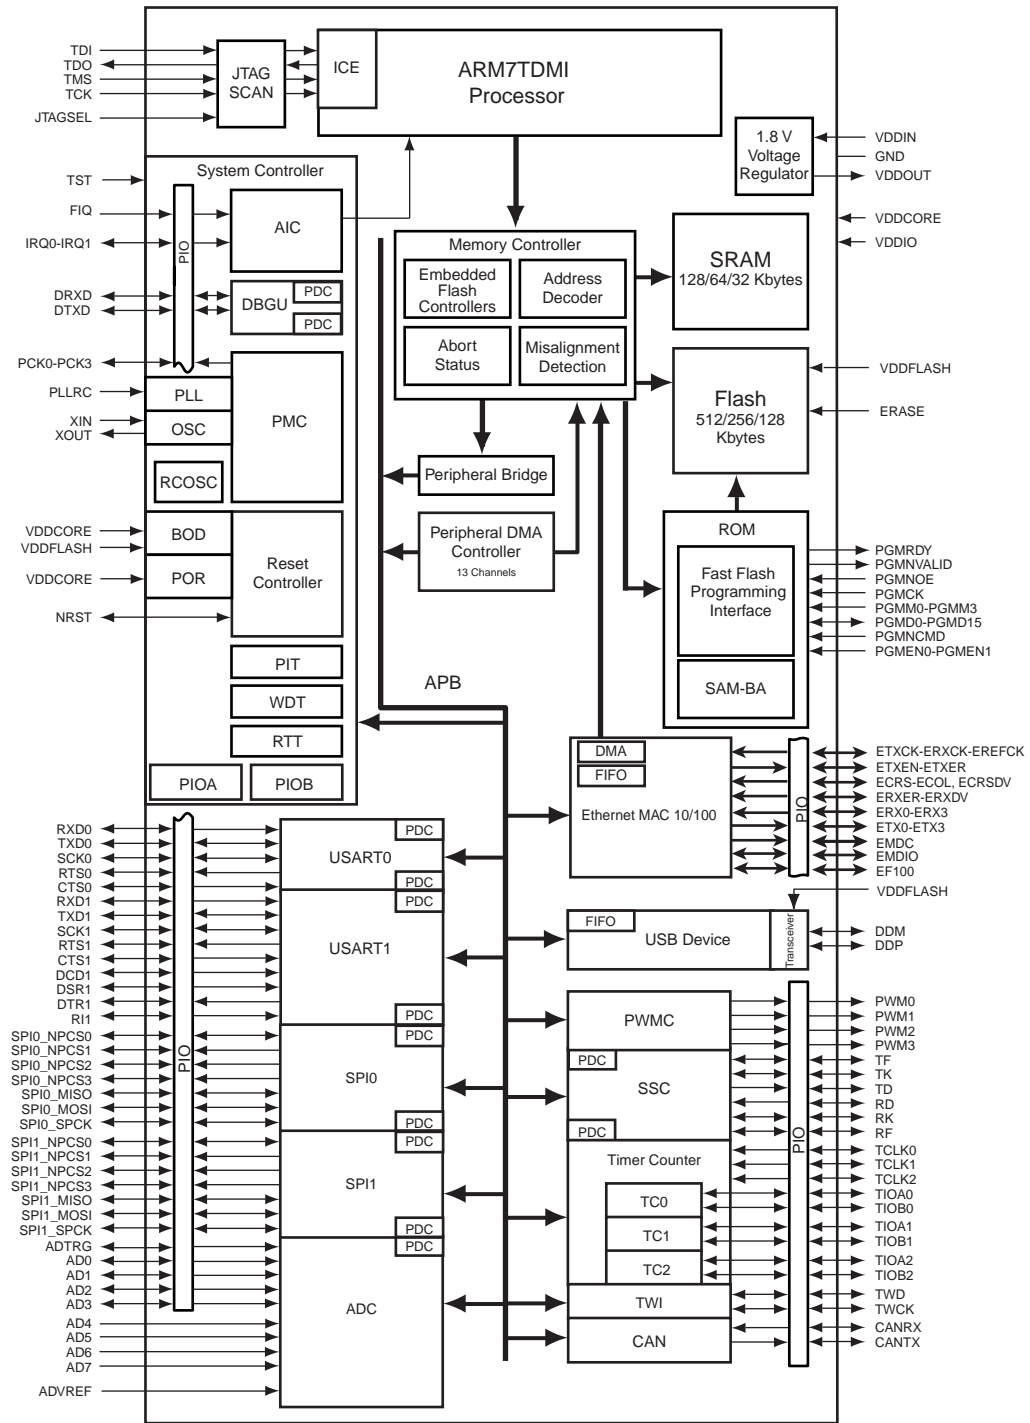 TDI
TDO
TMS
TCK
JTAGSEL
JTAG
SCAN
ICE
ARM7TDMI
Processor
1.8 V
Voltage
Regulator
VDDIN
GND
VDDOUT
VDDCORE
VDDIO
System Controller
TST
FIQ
IRQ0-IRQ1
PIO
AIC
DRXD
DTXD
DBGU
PDC
PDC
PCK0-PCK3
PLLRC
PLL
XIN
XOUT
OSC
PMC
RCOSC
VDDCORE
VDDFLASH
BOD
VDDCORE
POR
Reset
Controller
NRST
PIT
WDT
RTT
PIOA
PIOB
Memory Controller
Embedded
Flash
Controllers
Address
Decoder
Abort
Status
Misalignment
Detection
SRAM
128/64/32 Kbytes
Flash
512/256/128
Kbytes
VDDFLASH
ERASE
Peripheral Bridge
Peripheral DMA
Controller
13 Channels
ROM
Fast Flash
Programming
Interface
SAM-BA
PGMRDY
PGMNVALID
PGMNOE
PGMCK
PGMM0-PGMM3
PGMD0-PGMD15
PGMNCMD
PGMEN0-PGMEN1
APB
DMA
FIFO
Ethernet MAC 10/100
PIO
ETXCK-ERXCK-EREFCK
ETXEN-ETXER
ECRS-ECOL, ECRSDV
ERXER-ERXDV
ERX0-ERX3
ETX0-ETX3
EMDC
EMDIO
EF100
VDDFLASH
FIFO
USB Device
Transceiver
DDM
DDP
RXD0
TXD0
SCK0
RTS0
CTS0
RXD1
TXD1
SCK1
RTS1
CTS1
DCD1
DSR1
DTR1
RI1
SPI0_NPCS0
SPI0_NPCS1
SPI0_NPCS2
SPI0_NPCS3
SPI0_MISO
SPI0_MOSI
SPI0_SPCK
SPI1_NPCS0
SPI1_NPCS1
SPI1_NPCS2
SPI1_NPCS3
SPI1_MISO
SPI1_MOSI
SPI1_SPCK
ADTRG
AD0
AD1
AD2
AD3
AD4
AD5
AD6
AD7
ADVREF
PIO
PDC
USART0
PDC
PDC
USART1
PDC
PDC
SPI0
PDC
PDC
SPI1
PDC
PDC
ADC
PWMC
PDC
SSC
PDC
Timer Counter
TC0
TC1
TC2
TWI
CAN
PIO
PWM0
PWM1
PWM2
PWM3
TF
TK
TD
RD
RK
RF
TCLK0
TCLK1
TCLK2
TIOA0
TIOB0
TIOA1
TIOB1
TIOA2
TIOB2
TWD
TWCK
CANRX
CANTX